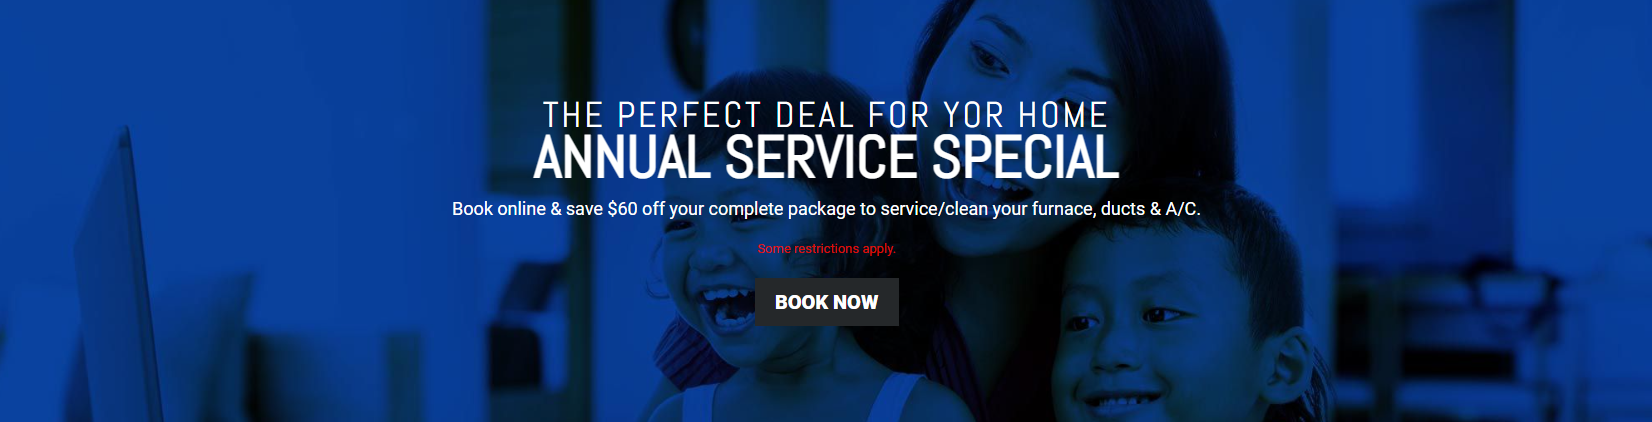 THE PERFECT DEAL FOR YOR HOME
ANNUAL SERVICE SPECIAL
Book online & save $60 off your complete package to service/clean your furnace, ducts & A/C.
Some restrictions apply.
BOOK NOW